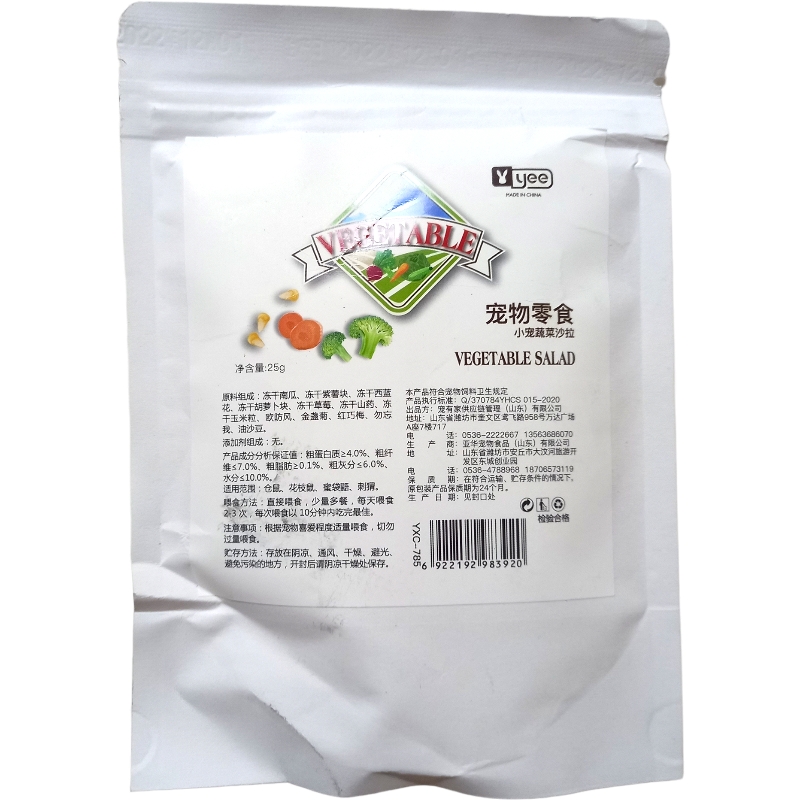 yee
MADE IN CHINA
VEGETABLE
宠物零食
小宠蔬菜沙拉
VEGETABLE SALAD
净含量:25g
原料组成：冻干南瓜、冻干紫薯块、冻干西蓝
花、冻干胡萝卜块、冻干草莓、冻干山药、冻
干玉米粒、欧防风、金盏菊、红巧梅、勿忘
我、油沙豆。
添加剂组成：无。
产品成分分析保证值：粗蛋白质≥4.0%、粗纤
维≤7.0%、粗脂肪≥0.1%、粗灰分≤6.0%、
水分≤10.0%。
适用范围：仓鼠、花枝鼠、蜜袋鼯、刺猬。
喂食方法：直接喂食，少量多餐，每天喂食
2-3 次，每次喂食以 10分钟内吃完最佳。
注意事项：根据宠物喜爱程度适量喂食，切勿
过量喂食。
贮存方法：存放在阴凉、通风、干燥、避光、
避免污染的地方，开封后请阴凉干燥处保存。
本产品符合宠物饲料卫生规定
产品执行标准：Q/370784YHCS 015-2020
出品方：宠有家供应链管理（山东）有限公司
地址：山东省潍坊市奎文区鸢飞路958号万达广场
A座7楼717
电话：0536-2222667 13563686070
生产商：亚华宠物食品（山东）有限公司
地址：山东省潍坊市安丘市大汶河旅游开
发区东城创业园
电话：0536-4788968 18706573119
保质期：在符合运输、贮存条件的情况下，
原包装产品保质期为24个月。
生产日期：见封口处
检验合格
YXC-785
6 922192 983920